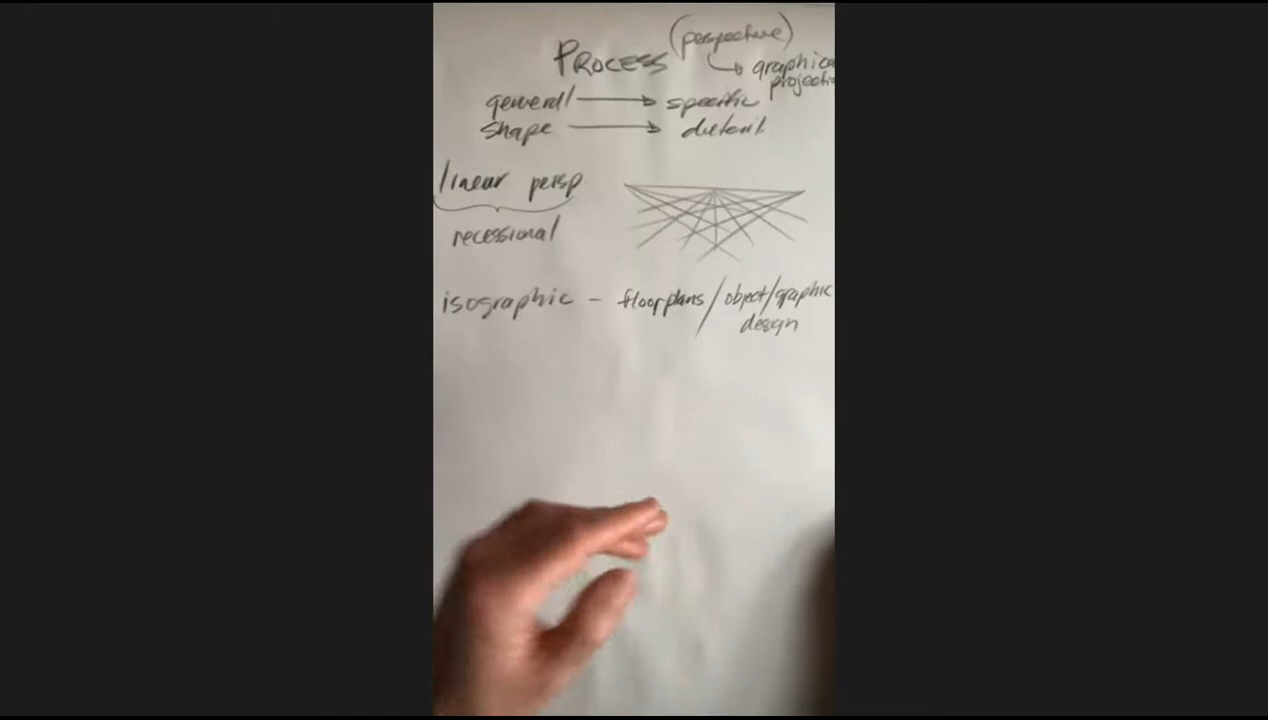 PROCESS (perspective)
graphical
projection
general → specific
shape → detail
linear persp.
recessional
isographic – floorplans / object/graphic
design